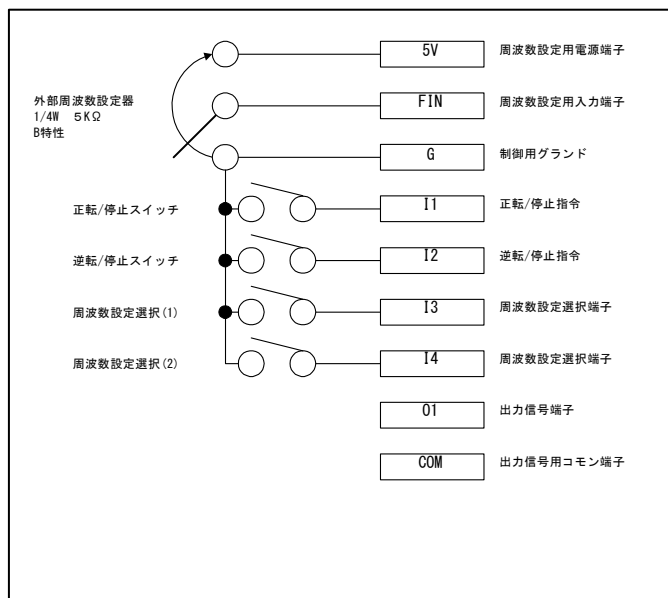 5V 周波数設定用電源端子
外部周波数設定器
1/4W 5KΩ
B特性
FIN 周波数設定用入力端子
G 制御用グランド
正転/停止スイッチ I1 正転/停止指令
逆転/停止スイッチ I2 逆転/停止指令
周波数設定選択(1) I3 周波数設定選択端子
周波数設定選択(2) I4 周波数設定選択端子
O1 出力信号端子
COM 出力信号用コモン端子